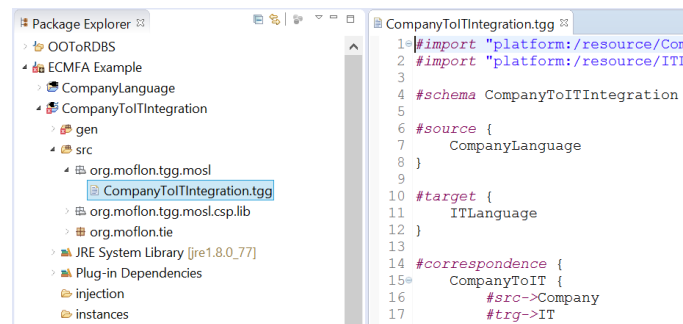 Package Explorer
OOToRDBS
ECMFA Example
CompanyLanguage
CompanyToITIntegration
gen
src
org.moflon.tgg.mosl
CompanyToITIntegration.tgg
org.moflon.tgg.mosl.csp.lib
org.moflon.tie
JRE System Library [jre1.8.0_77]
Plug-in Dependencies
injection
instances
CompanyToITIntegration.tgg
1 #import "platform:/resource/Com
2 #import "platform:/resource/ITL
3
4 #schema CompanyToITIntegration
5
6 #source {
7 CompanyLanguage
8 }
9
10 #target {
11 ITLanguage
12 }
13
14 #correspondence {
15 CompanyToIT {
16 #src->Company
17 #trg->IT